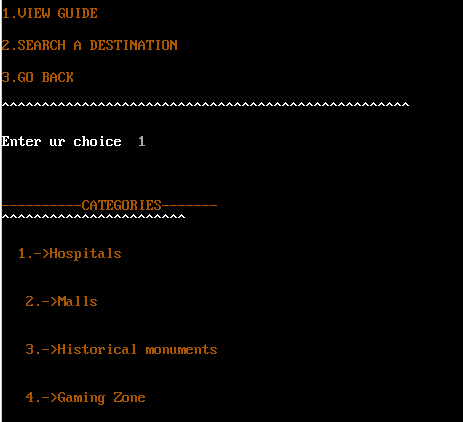 1.VIEW GUIDE
2.SEARCH A DESTINATION
3.GO BACK
^^^^^^^^^^^^^^^^^^^^^^^^^^^^^^^^^^^^^^^^^^^^^^^^^^^
Enter ur choice  1
----------CATEGORIES-------
^^^^^^^^^^^^^^^^^^^^^^^
1.->Hospitals
2.->Malls
3.->Historical monuments
4.->Gaming Zone